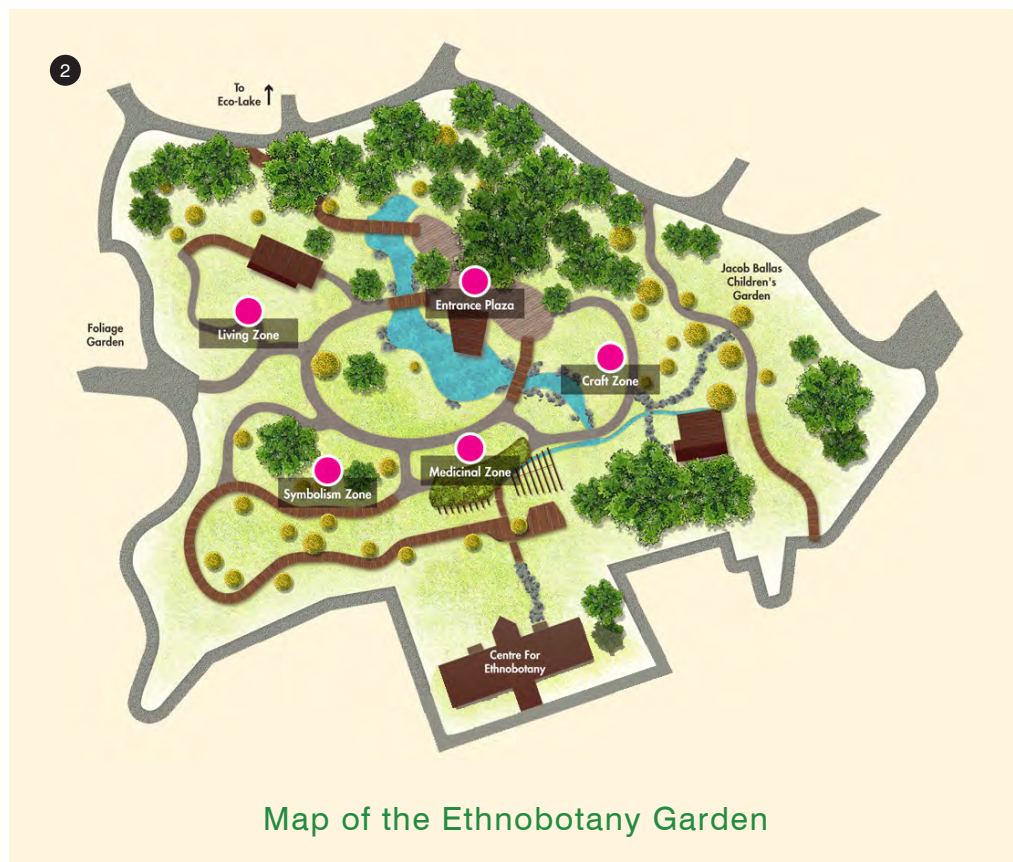 2
To
Eco-Lake
Jacob Ballas
Children's
Garden
Entrance Plaza
Foliage
Garden
Living Zone
Craft Zone
Medicinal Zone
Symbolism Zone
Centre For
Ethnobotany
Map of the Ethnobotany Garden